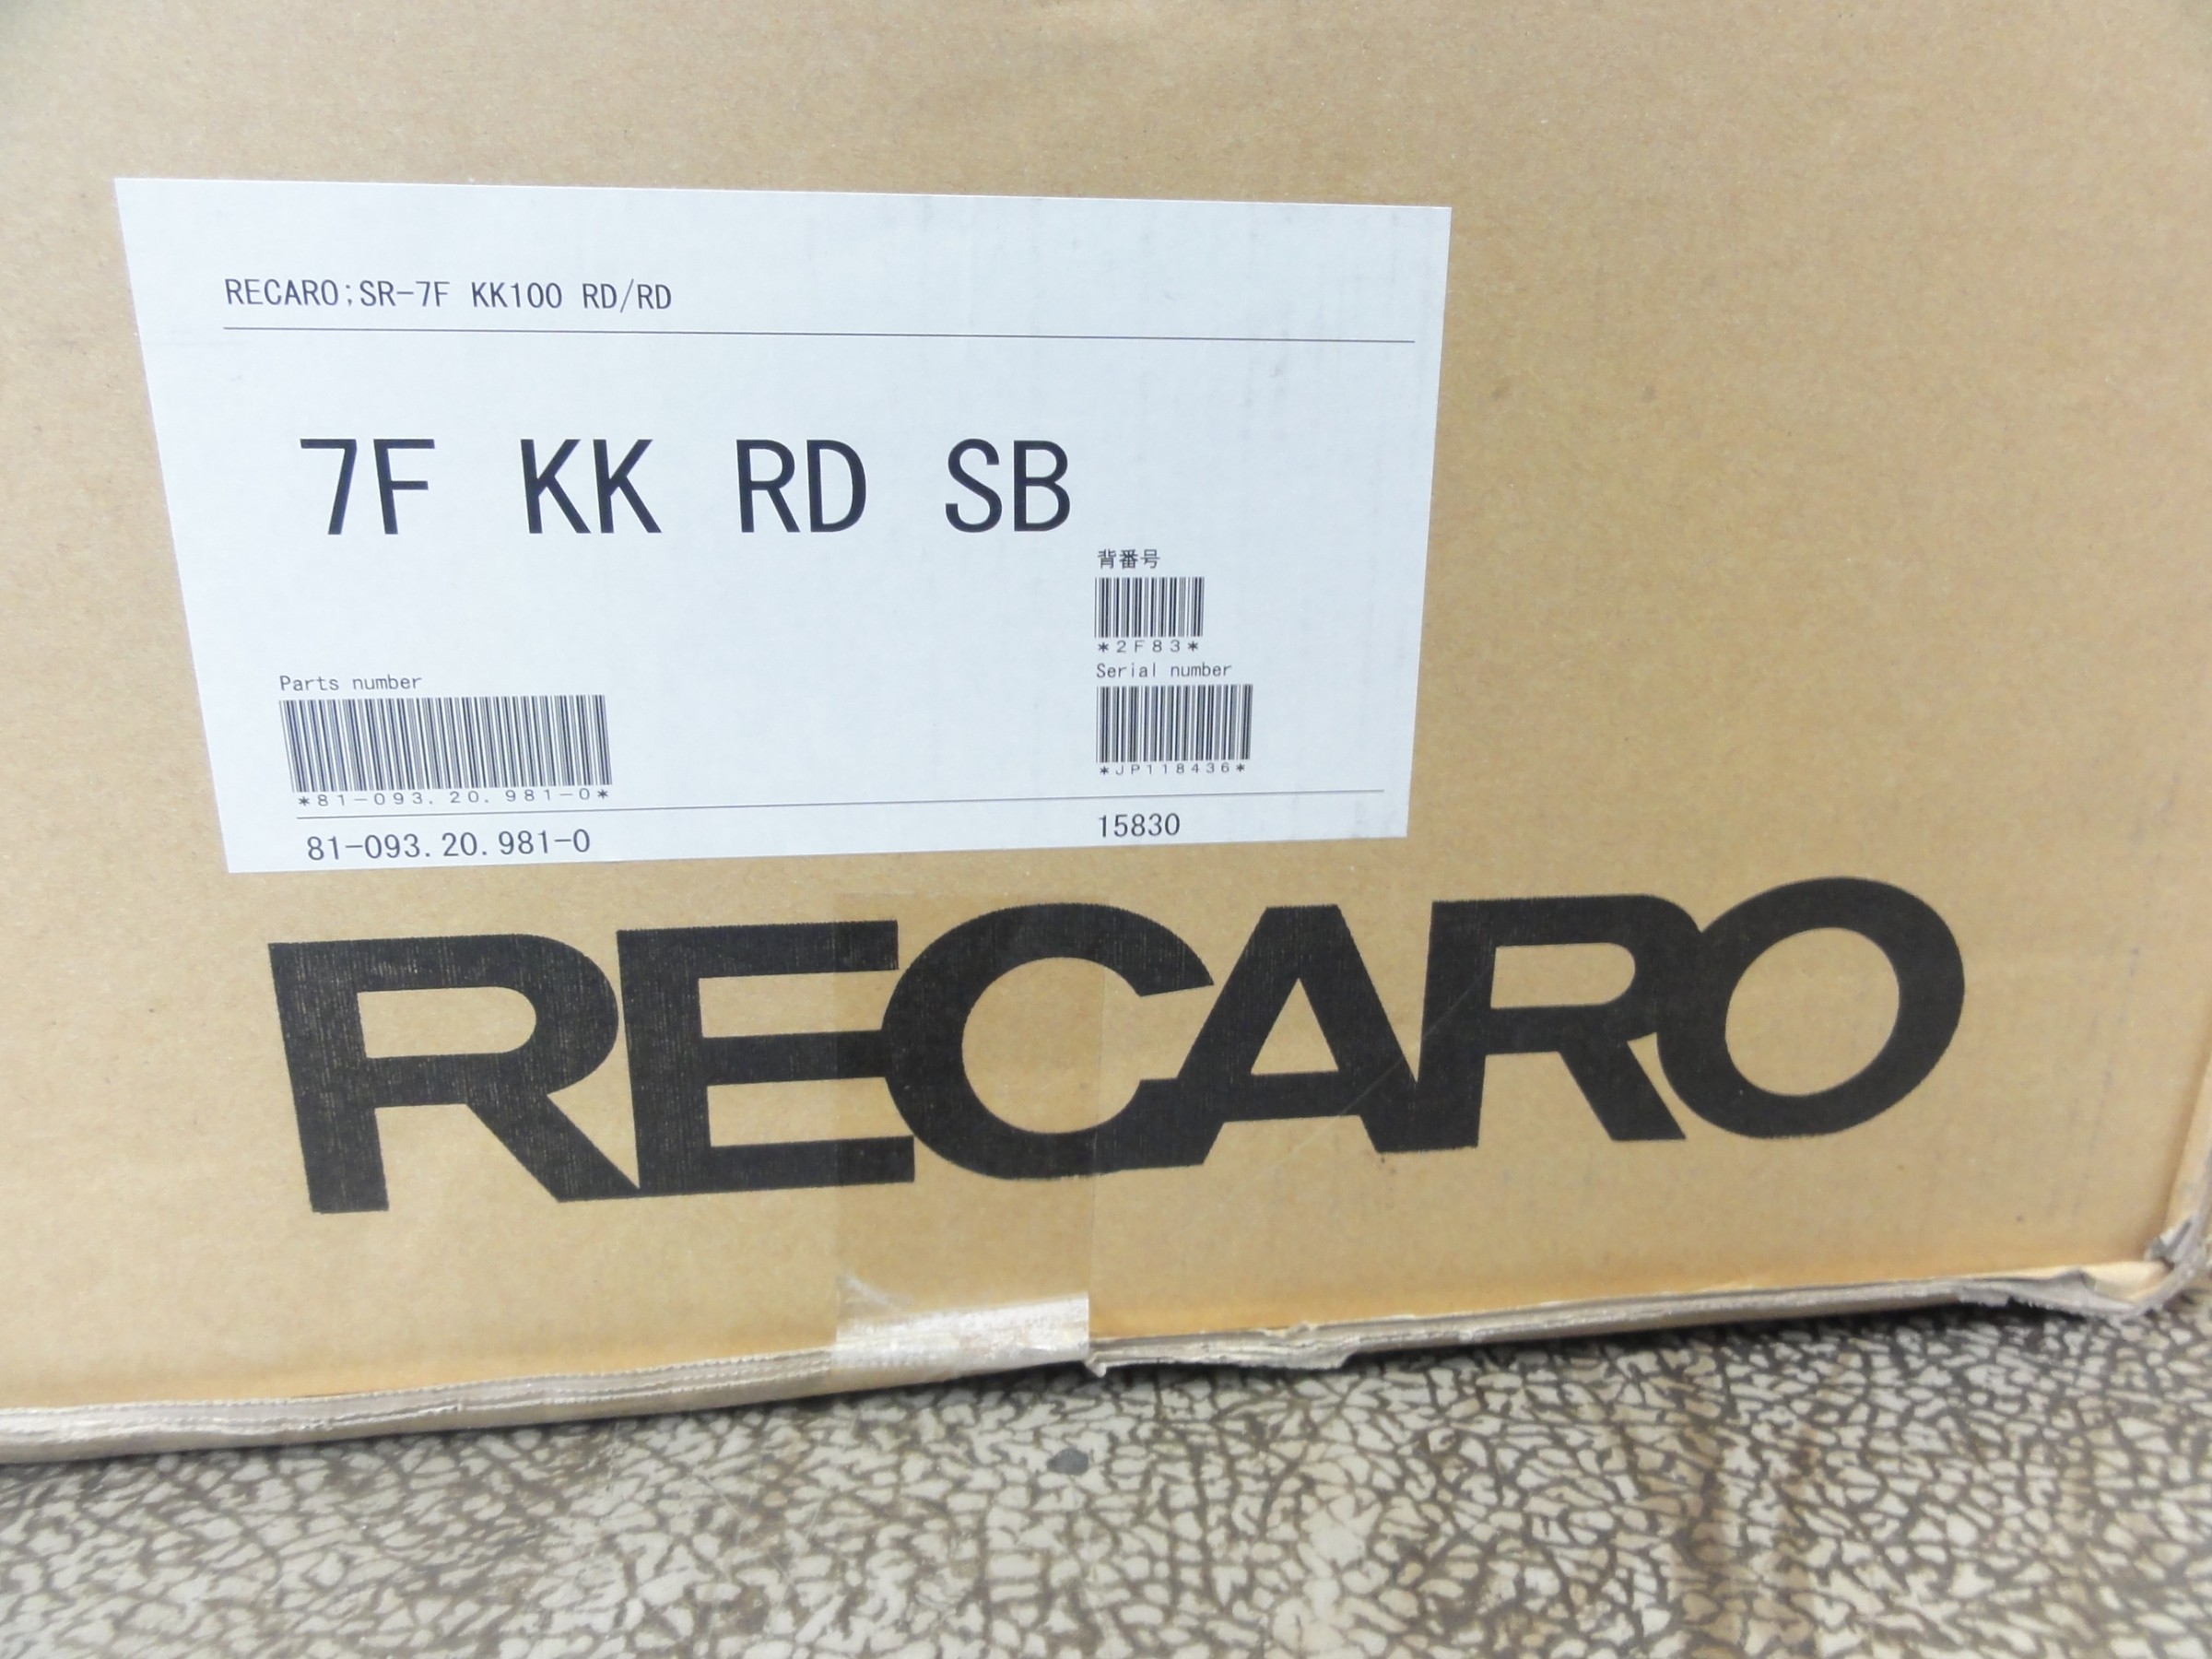 RECARO;SR-7F KK100 RD/RD
7F KK RD SB
背番号
*2F83*
Parts number
Serial number
*81-093.20.981-0*
*JP118436*
81-093.20.981-0
15830
RECARO